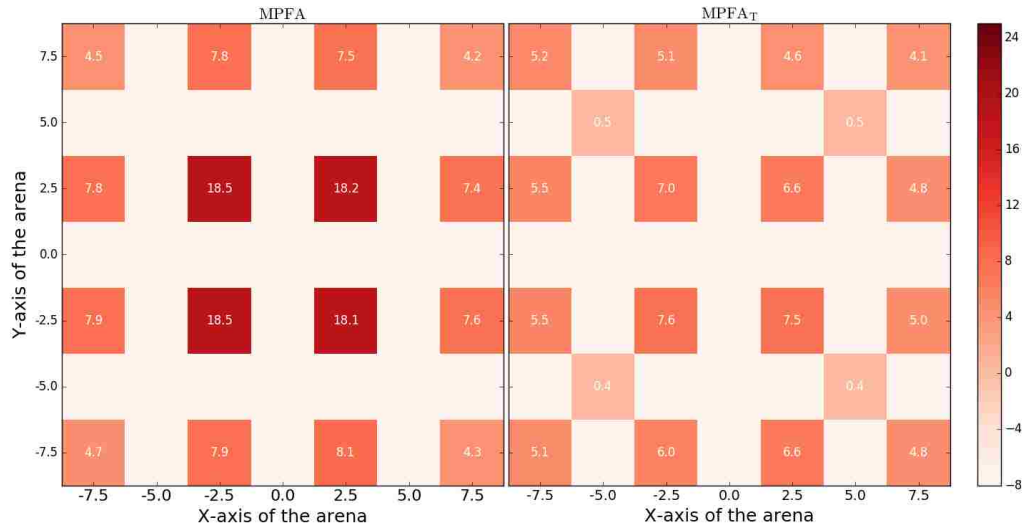 MPFA
MPFA_T
7.5 4.5 7.8 7.5 4.2 5.2 5.1 4.6 4.1 24
20
5.0 0.5 0.5
16
2.5 7.8 18.5 18.2 7.4 5.5 7.0 6.6 4.8
12
0.0
Y-axis of the arena
8
-2.5 7.9 18.5 18.1 7.6 5.5 7.6 7.5 5.0
4
-5.0 0.4 0.4
0
−4
-7.5 4.7 7.9 8.1 4.3 5.1 6.0 6.6 4.8
−8
-7.5 -5.0 -2.5 0.0 2.5 5.0 7.5 -7.5 -5.0 -2.5 0.0 2.5 5.0 7.5
X-axis of the arena
X-axis of the arena